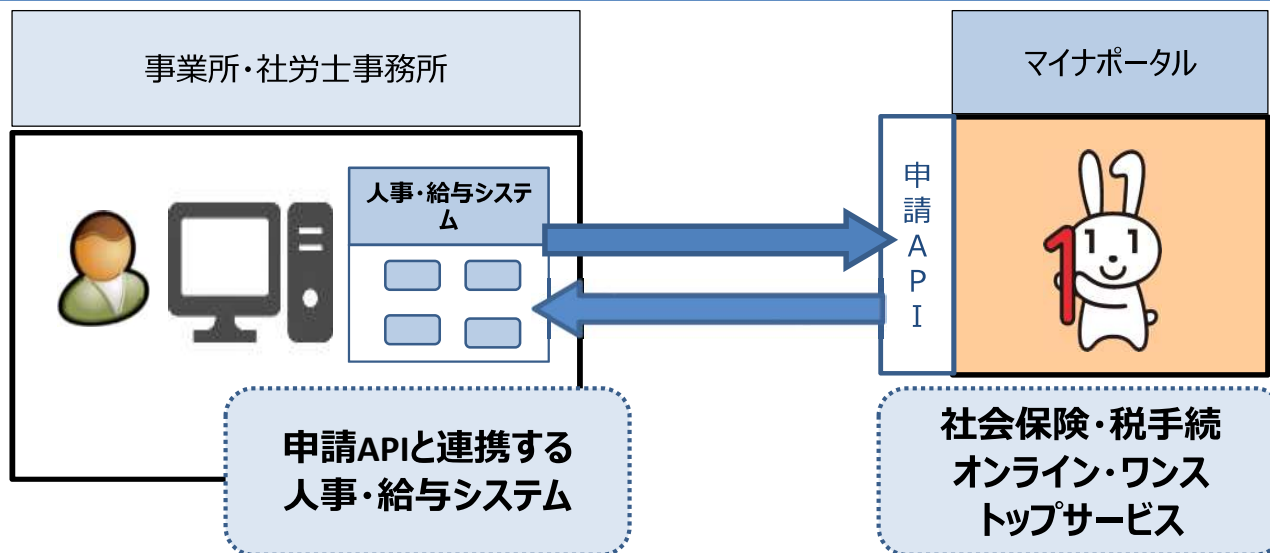 事業所・社労士事務所
マイナポータル
人事・給与システ
ム
申
請
A
P
I
1
申請APIと連携する
人事・給与システム
社会保険・税手続
オンライン・ワンス
トップサービス